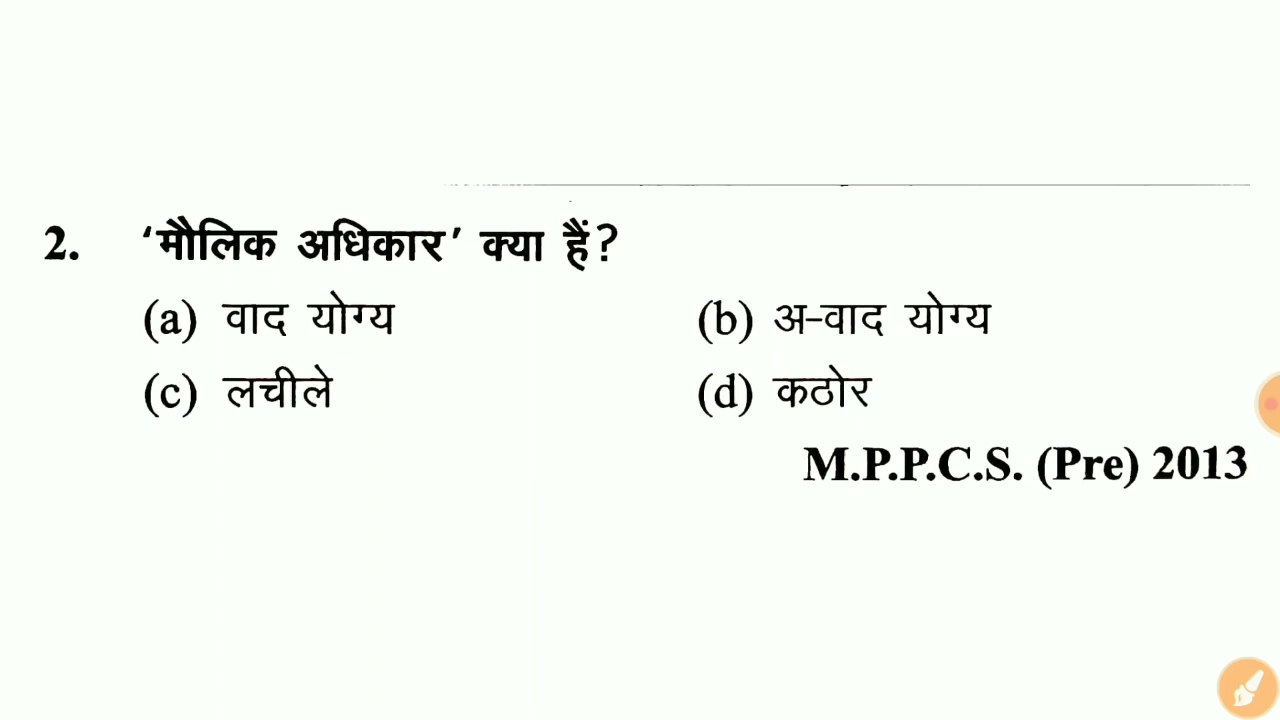 2. ‘मौलिक अधिकार’ क्या हैं?
(a) वाद योग्य (b) अ-वाद योग्य
(c) लचीले (d) कठोर
M.P.P.C.S. (Pre) 2013